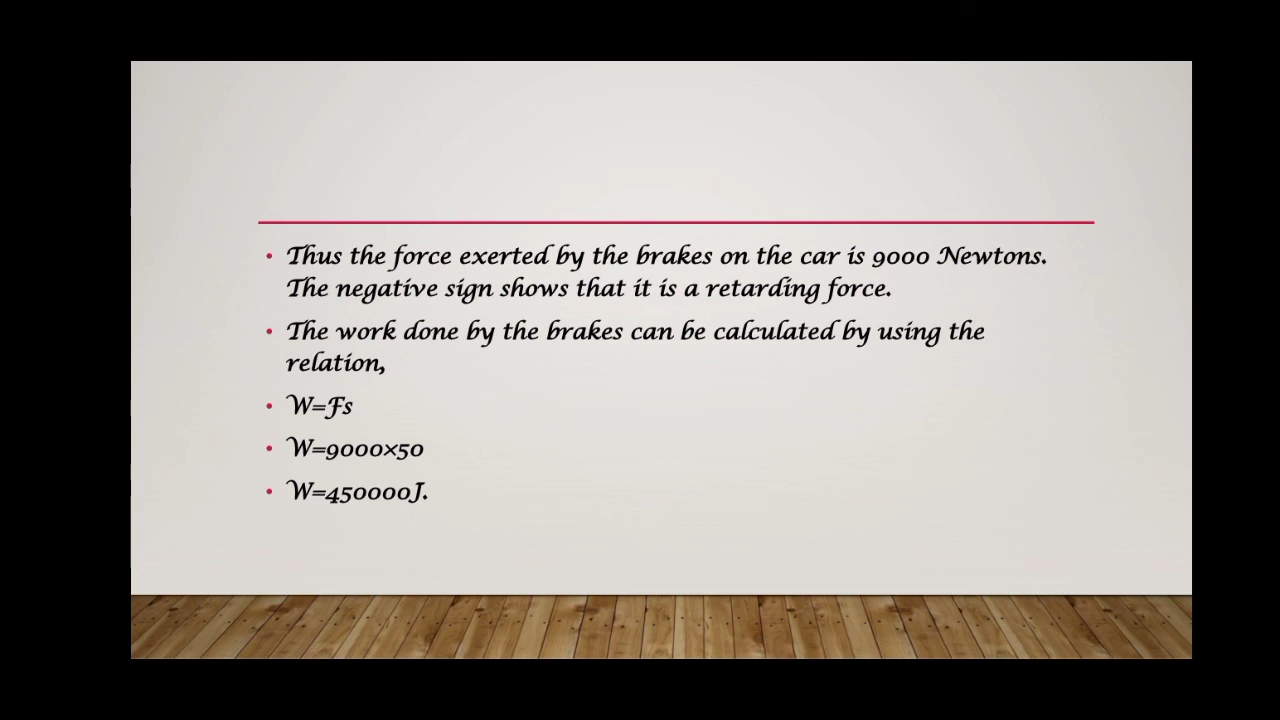 Thus the force exerted by the brakes on the car is 9000 Newtons.
The negative sign shows that it is a retarding force.
The work done by the brakes can be calculated by using the
relation,
W=Fs
W=9000×50
W=450000J.